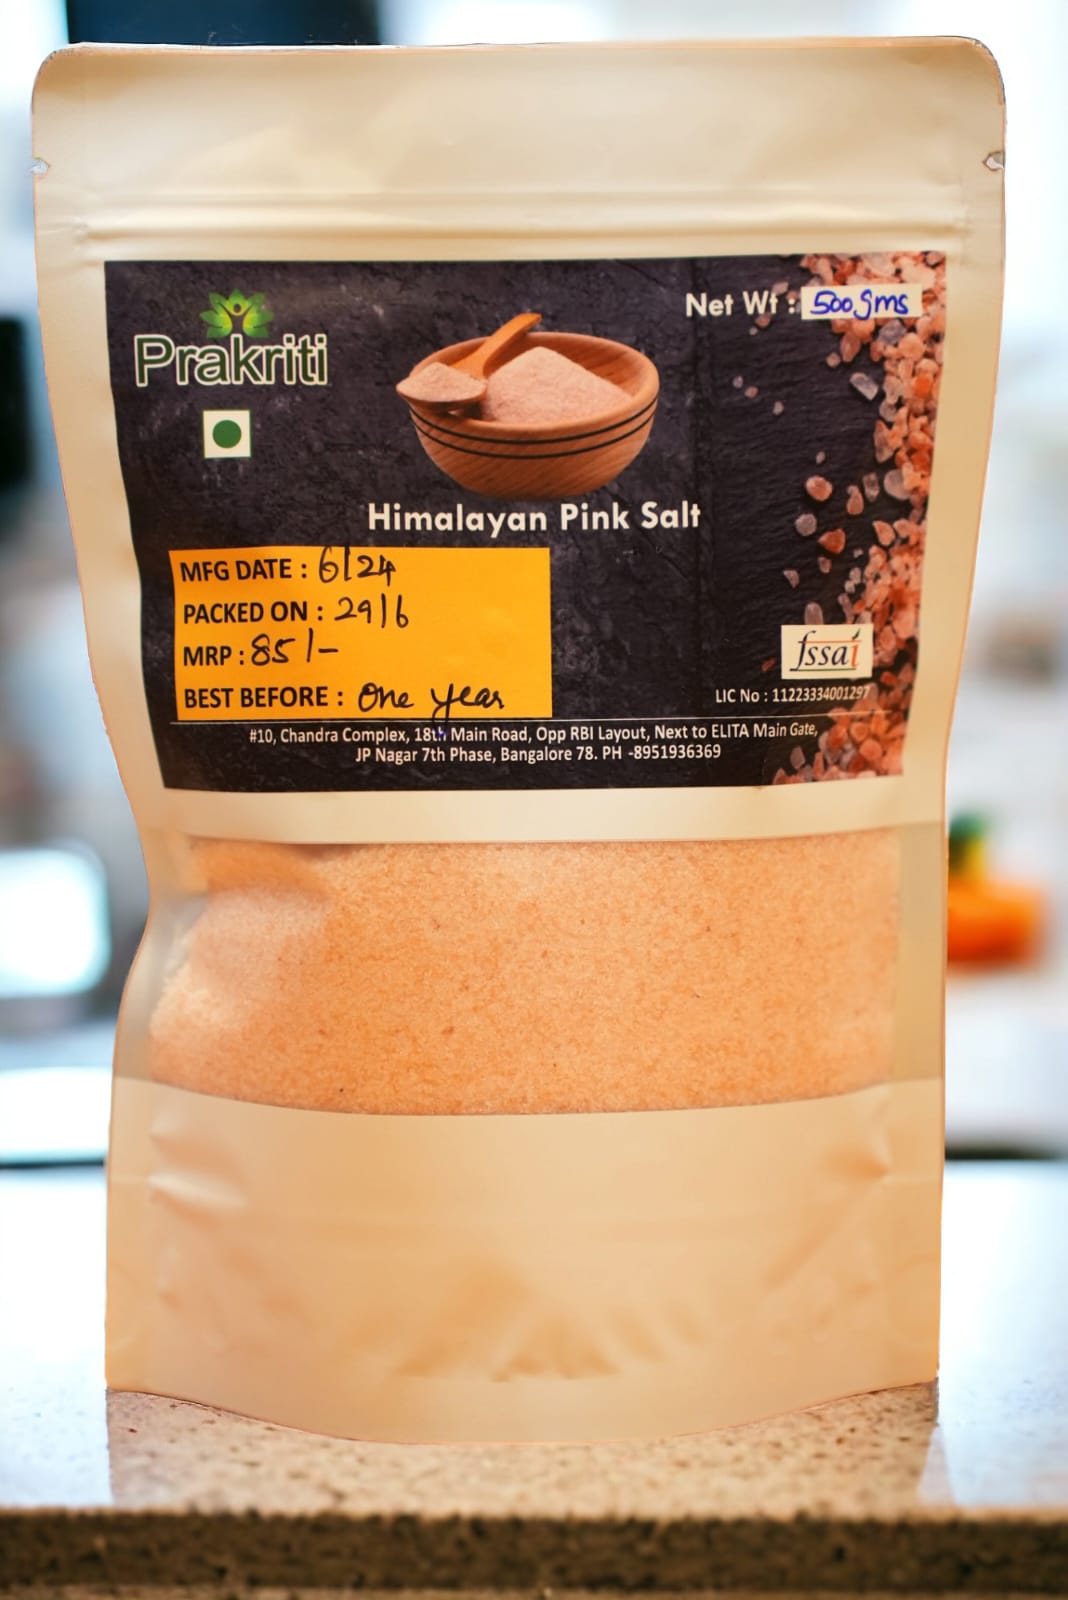 Prakriti
Net Wt : 500gms
Himalayan Pink Salt
MFG DATE : 6/24
PACKED ON : 29/6
MRP : 85/-
BEST BEFORE : One year
fssai
LIC No : 11223334001297
#10, Chandra Complex, 18th Main Road, Opp RBI Layout, Next to ELITA Main Gate,
JP Nagar 7th Phase, Bangalore 78. PH -8951936369